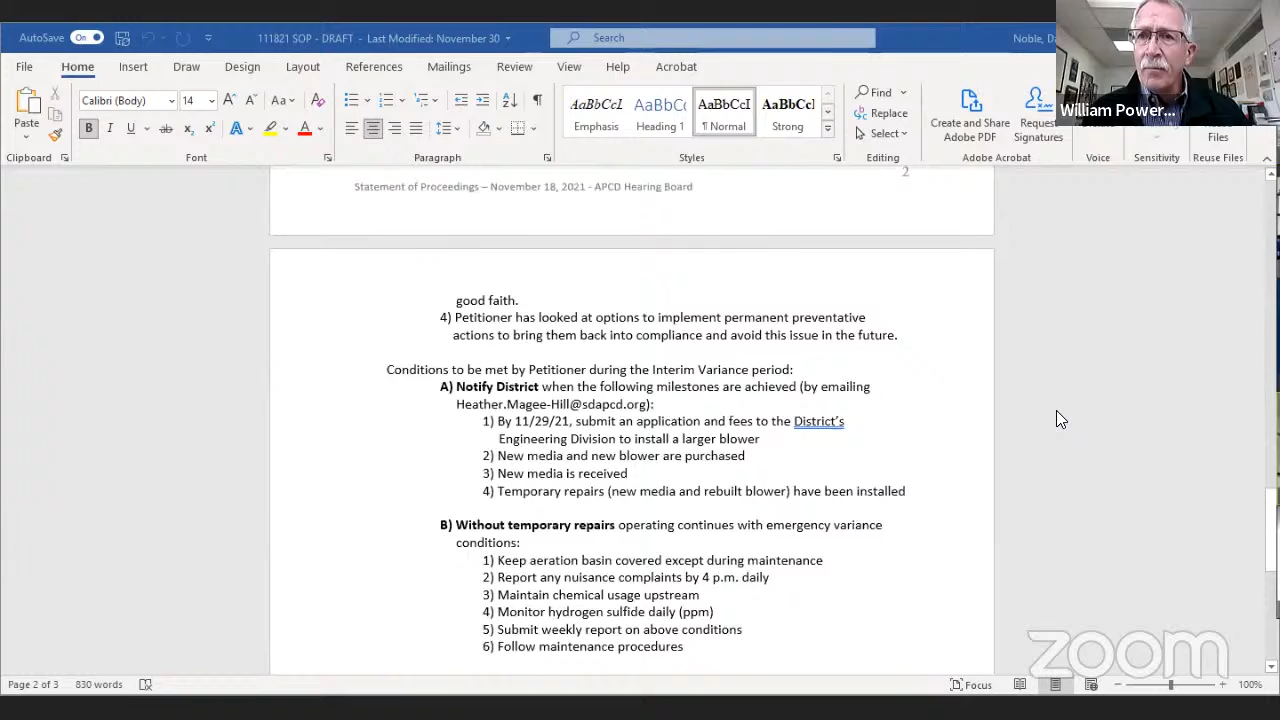 AutoSave On 111821 SOP - DRAFT - Last Modified: November 30 Search Noble, Da
File Home Insert Draw Design Layout References Mailings Review View Help Acrobat
William Power...
Paste Calibri (Body) 14 Aa AaBbCcI AaBbCc AaBbCcI AaBbCcI Find
Replace
Select
B I U ab x2 x2 A A Emphasis Heading 1 ¶ Normal Strong Create and Share Adobe PDF Request Signatures Files
Clipboard Font Paragraph Styles Editing Adobe Acrobat Voice Sensitivity Reuse Files
2
Statement of Proceedings – November 18, 2021 - APCD Hearing Board
good faith.
4) Petitioner has looked at options to implement permanent preventative
actions to bring them back into compliance and avoid this issue in the future.
Conditions to be met by Petitioner during the Interim Variance period:
A) Notify District when the following milestones are achieved (by emailing
Heather.Magee-Hill@sdapcd.org):
1) By 11/29/21, submit an application and fees to the District's
Engineering Division to install a larger blower
2) New media and new blower are purchased
3) New media is received
4) Temporary repairs (new media and rebuilt blower) have been installed
B) Without temporary repairs operating continues with emergency variance
conditions:
1) Keep aeration basin covered except during maintenance
2) Report any nuisance complaints by 4 p.m. daily
3) Maintain chemical usage upstream
4) Monitor hydrogen sulfide daily (ppm)
5) Submit weekly report on above conditions
6) Follow maintenance procedures
zoom
Page 2 of 3 830 words Focus 100%